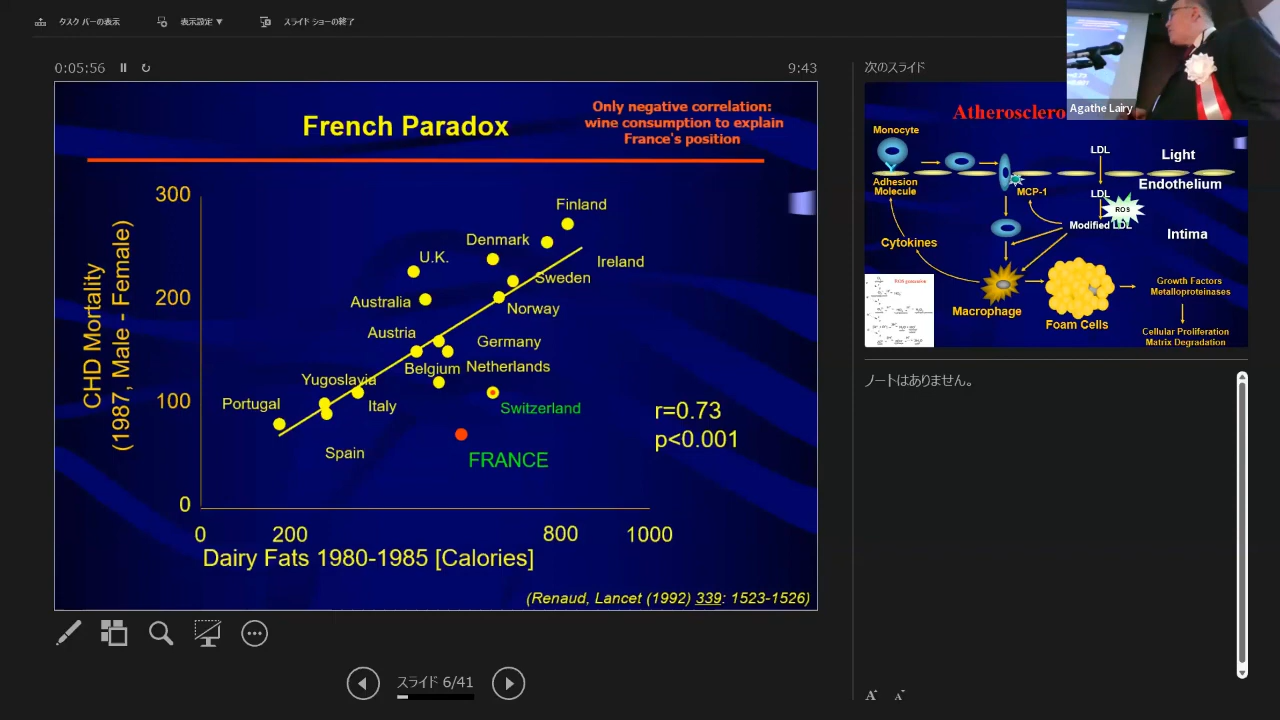 タスク バーの表示
表示設定 ▼
スライド ショーの終了
0:05:56
9:43
French Paradox
Only negative correlation:
wine consumption to explain
France's position
CHD Mortality
(1987, Male - Female)
300
200
100
0
Finland
Denmark
Ireland
U.K.
Sweden
Australia
Norway
Austria
Germany
Belgium
Netherlands
Yugoslavia
Portugal
Italy
Switzerland
Spain
FRANCE
r=0.73
p<0.001
0
200
800
1000
Dairy Fats 1980-1985 [Calories]
(Renaud, Lancet (1992) 339: 1523-1526)
スライド 6/41
次のスライド
Agathe Lairy
Atherosclero
Monocyte
LDL
Light
Adhesion
Molecule
MCP-1
LDL
Endothelium
ROS
Modified LDL
Intima
Cytokines
Macrophage
Foam Cells
Growth Factors
Metalloproteinases
Cellular Proliferation
Matrix Degradation
ノートはありません。
A
A